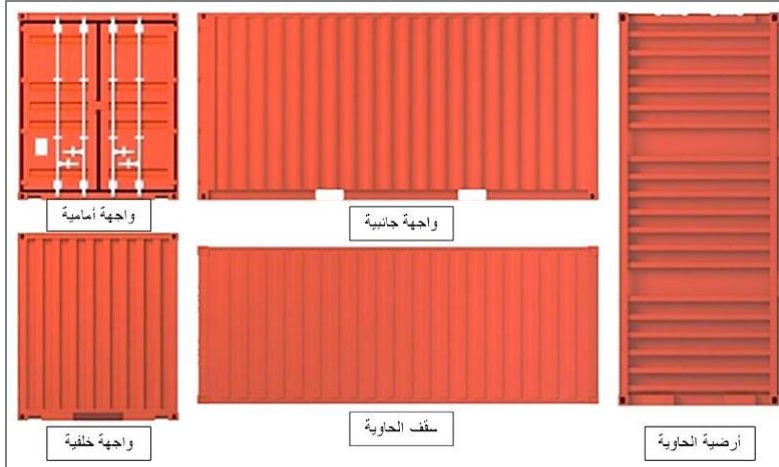 واجهة أمامية
واجهة جانبية
واجهة خلفية
سقف الحاوية
أرضية الحاوية